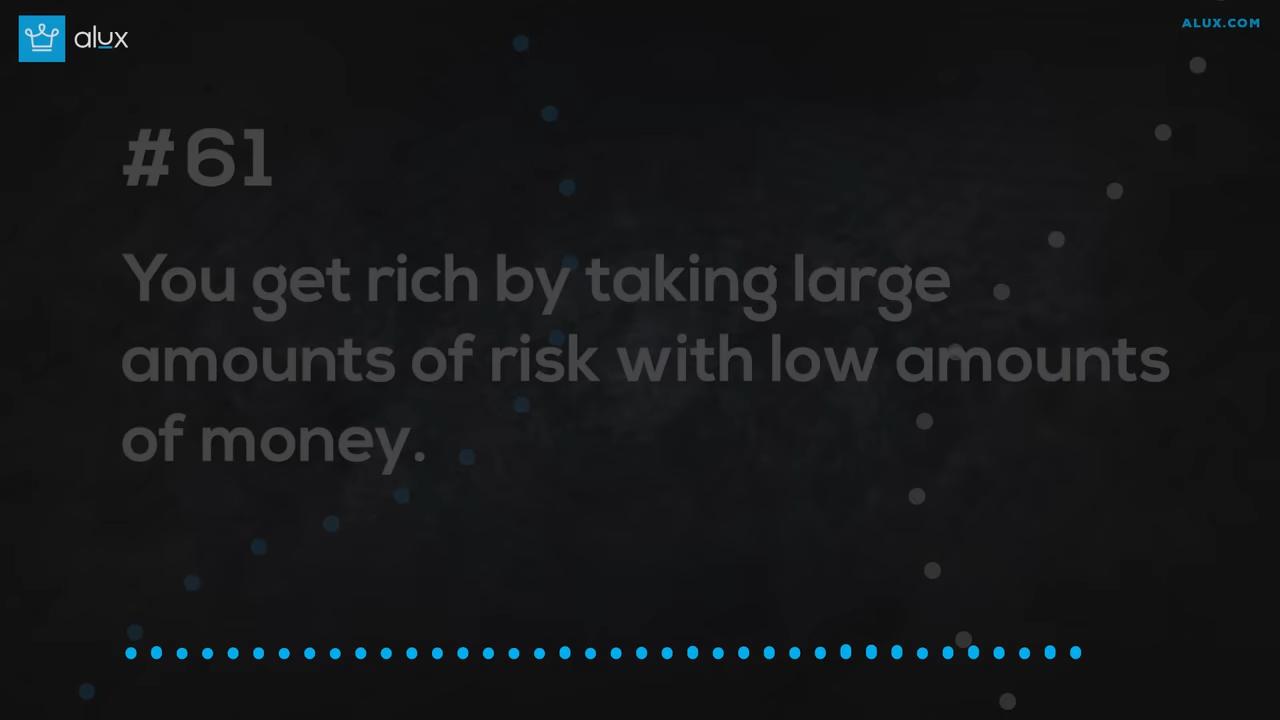 alux
ALUX.COM
#61
You get rich by taking large
amounts of risk with low amounts
of money.